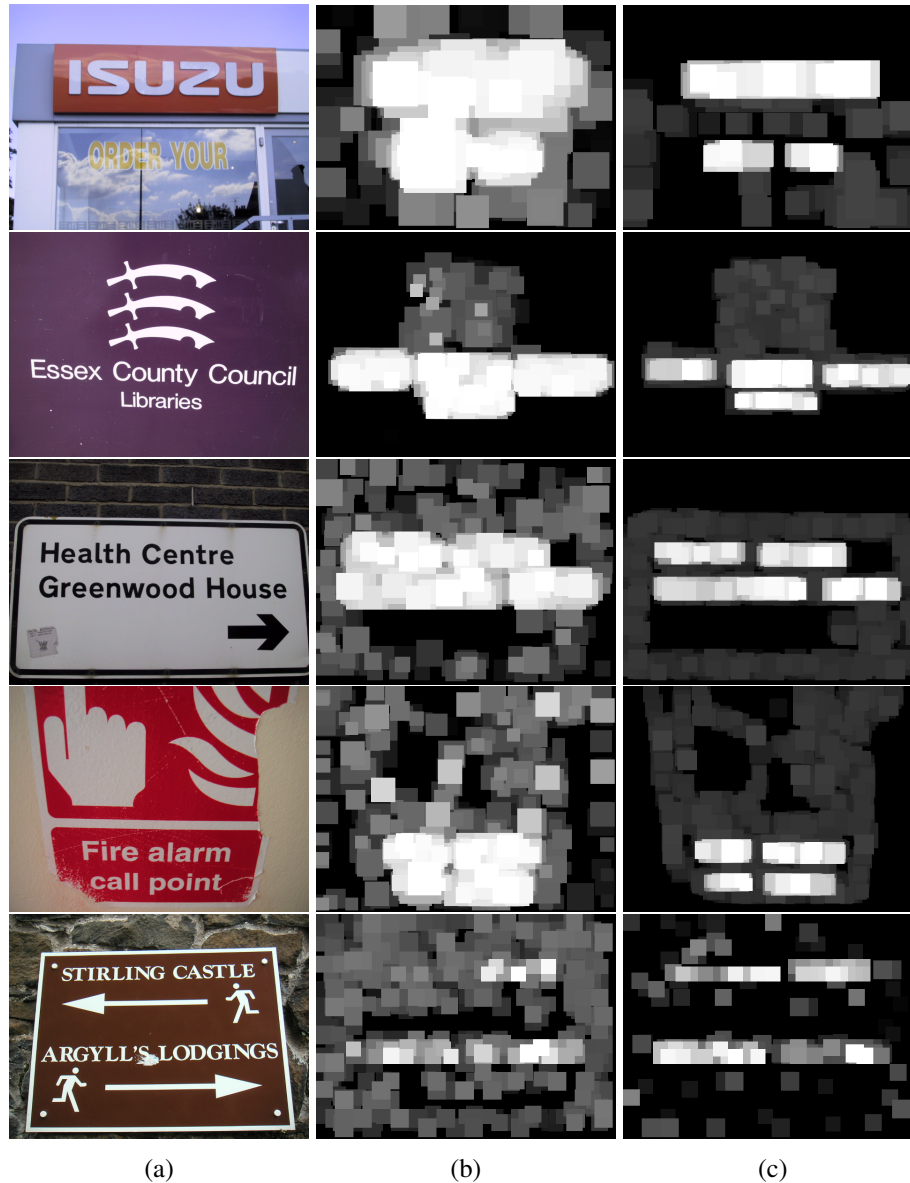 ISUZU
ORDER YOUR
Essex County Council
Libraries
Health Centre
Greenwood House
Fire alarm
call point
STIRLING CASTLE
ARGYLL'S LODGINGS
(a)
(b)
(c)